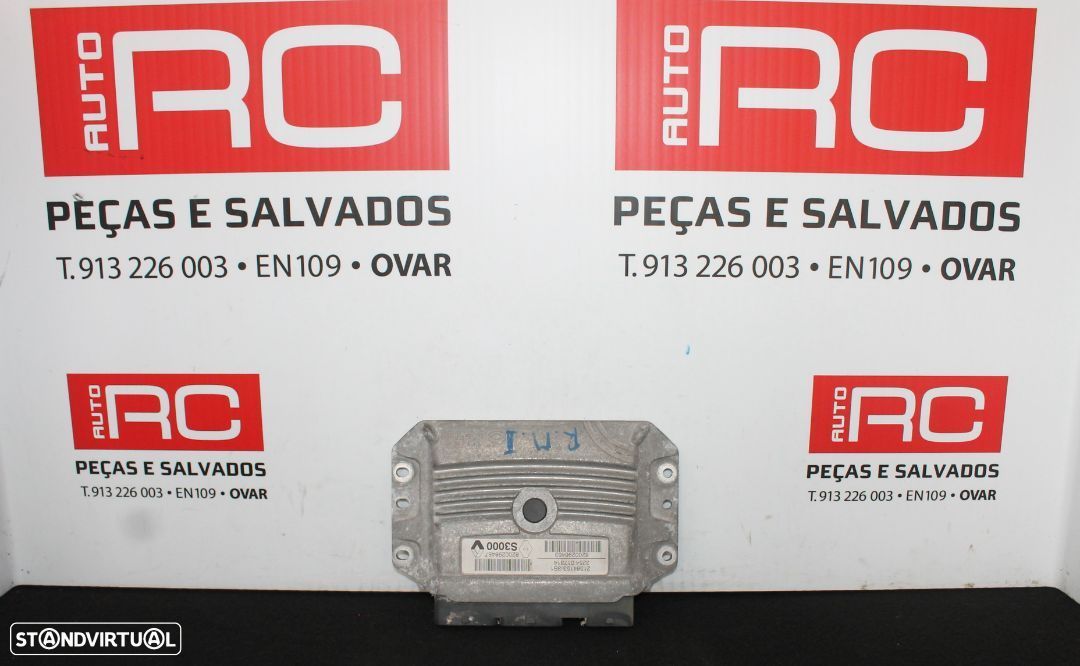 AUTO RC
PEÇAS E SALVADOS
T. 913 226 003 • EN109 • OVAR
AUTO RC
PEÇAS E SALVADOS
T. 913 226 003 • EN109 • OVAR
AUTO RC
PEÇAS E SALVADOS
T. 913 226 003 • EN109 • OVAR
AUTO RC
PEÇAS E SALVADOS
T. 913 226 003 • EN109 • OVAR
R.M.I
S3000
STANDVIRTUAL